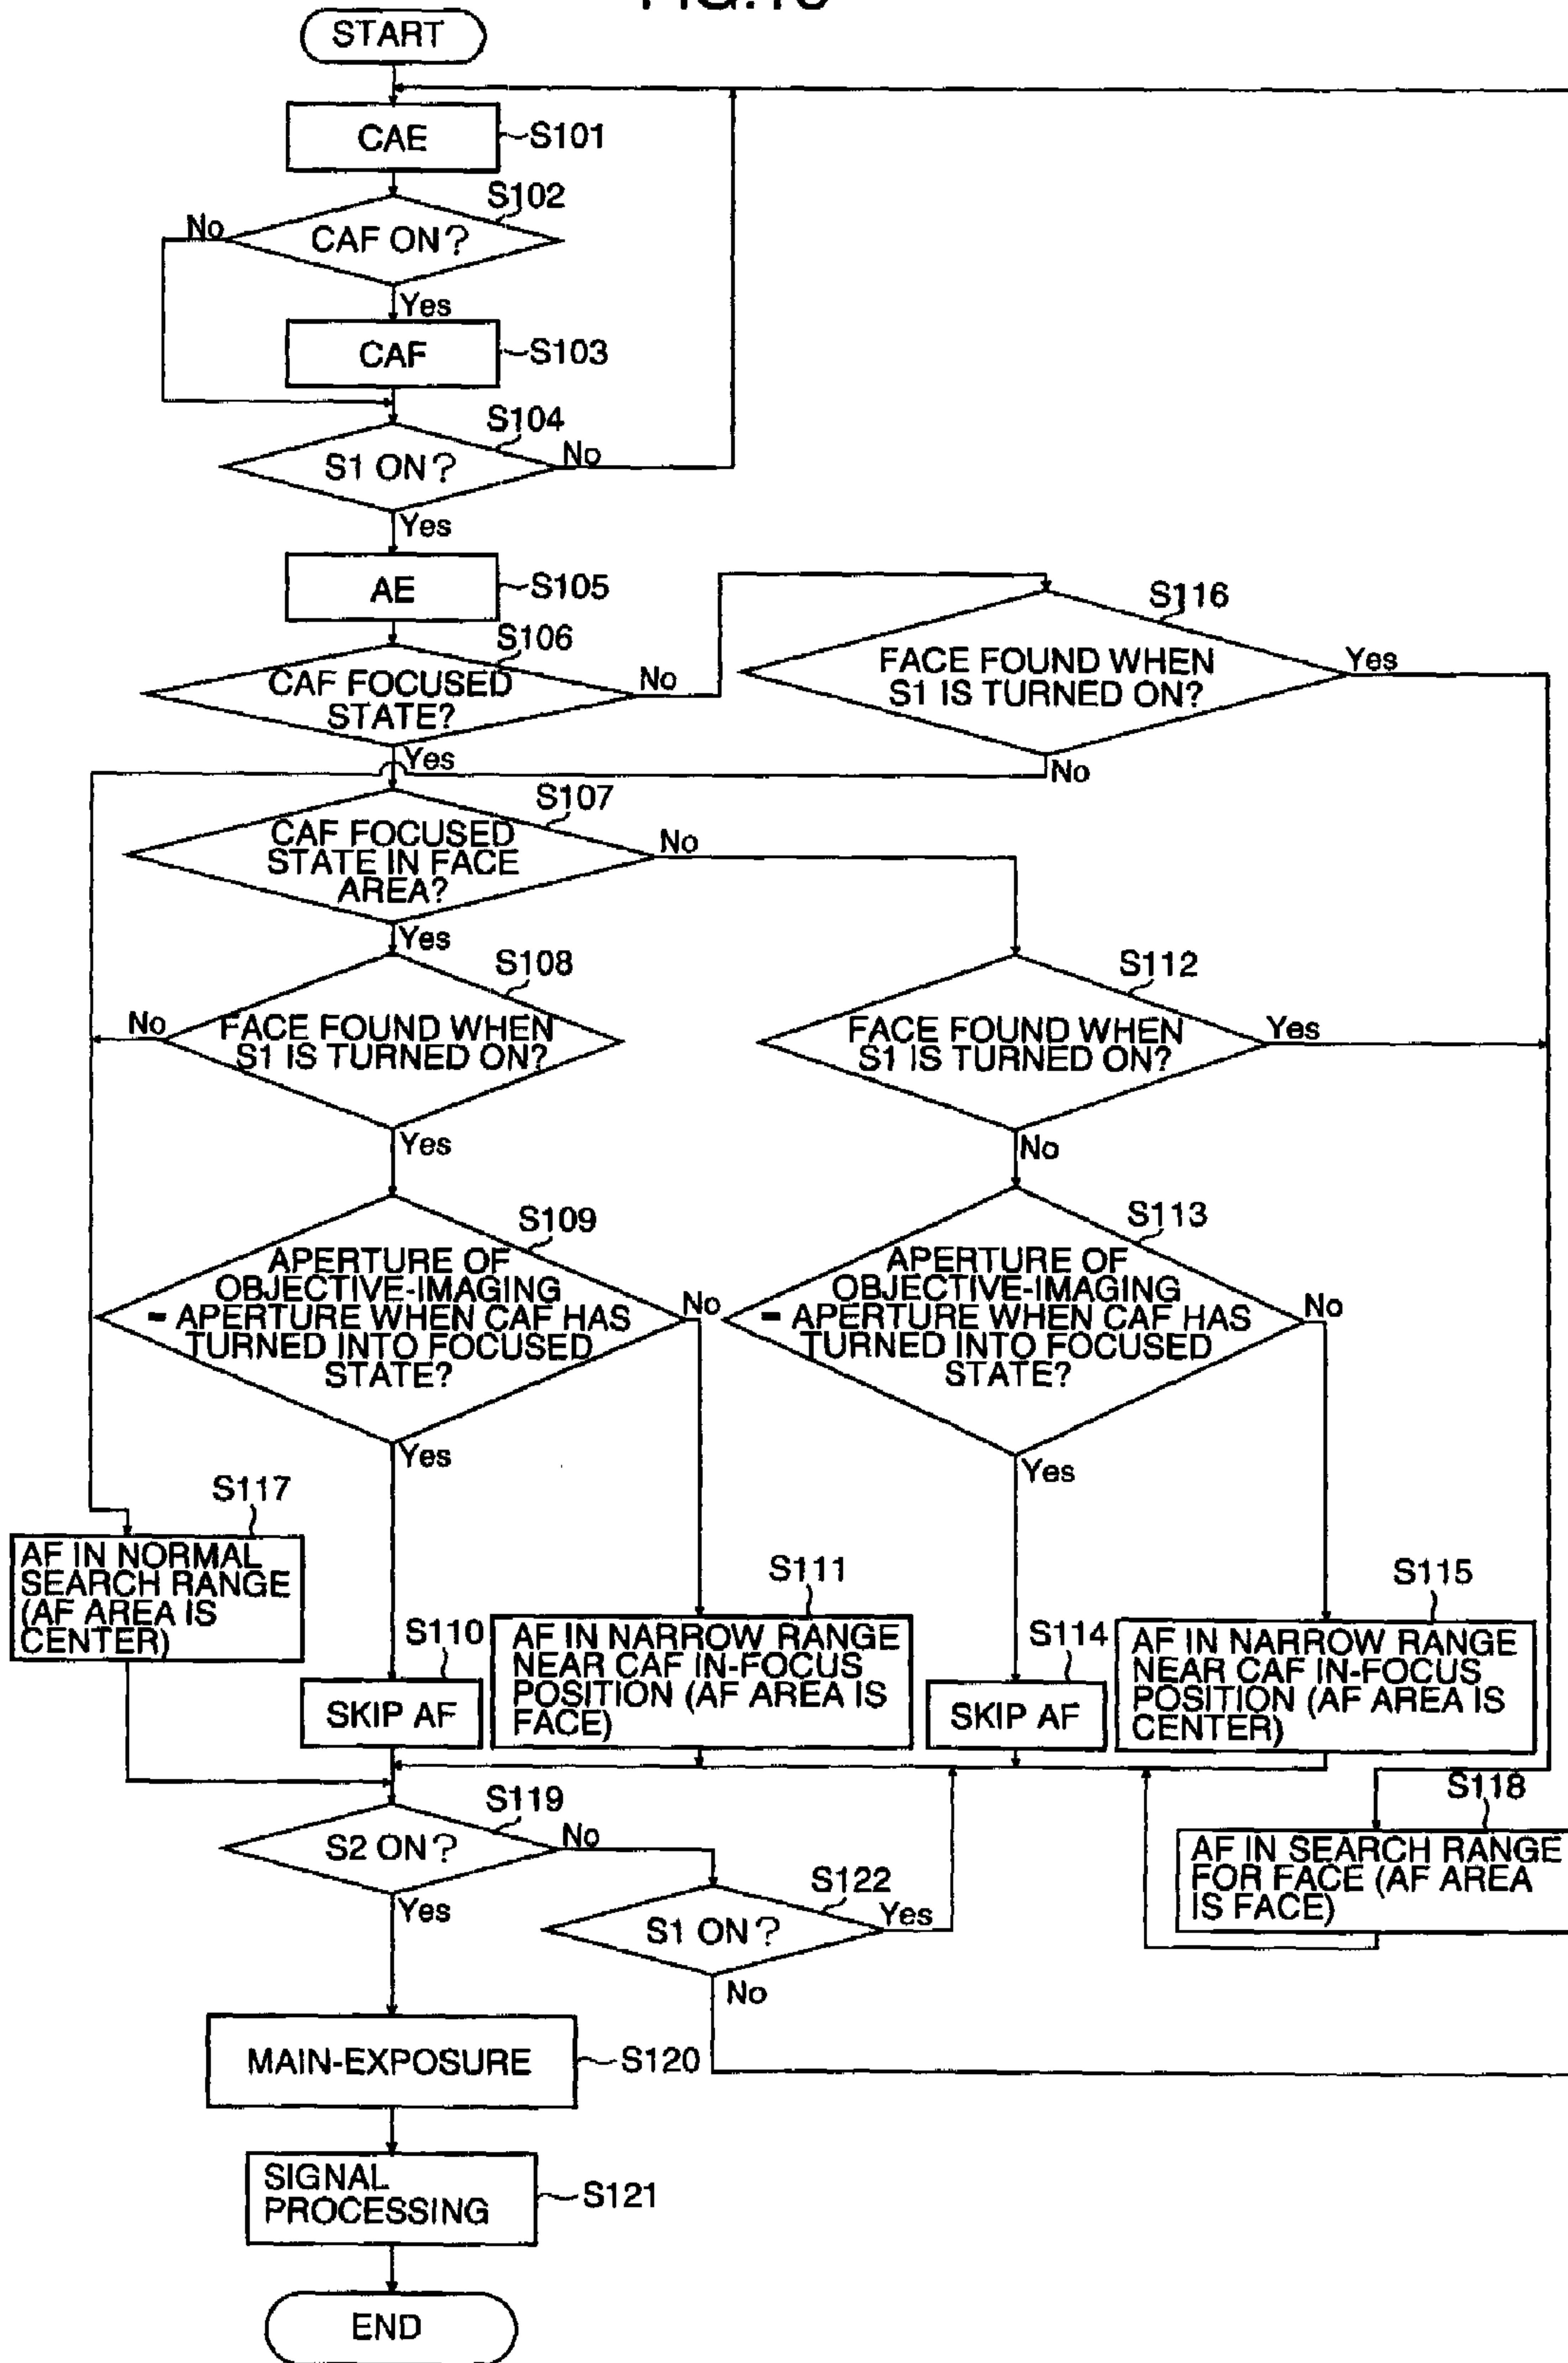 START
CAE
S101
S102
No
CAF ON?
Yes
CAF
S103
S104
S1 ON?
No
Yes
AE
S105
S106
CAF FOCUSED
STATE?
No
Yes
S116
FACE FOUND WHEN
S1 IS TURNED ON?
Yes
No
S107
CAF FOCUSED
STATE IN FACE
AREA?
No
Yes
S108
No
FACE FOUND WHEN
S1 IS TURNED ON?
Yes
S112
FACE FOUND WHEN
S1 IS TURNED ON?
Yes
No
S109
APERTURE OF
OBJECTIVE-IMAGING
= APERTURE WHEN CAF HAS
TURNED INTO FOCUSED
STATE?
No
Yes
S113
APERTURE OF
OBJECTIVE-IMAGING
= APERTURE WHEN CAF HAS
TURNED INTO FOCUSED
STATE?
No
Yes
S117
AF IN NORMAL
SEARCH RANGE
(AF AREA IS
CENTER)
S110
SKIP AF
S111
AF IN NARROW RANGE
NEAR CAF IN-FOCUS
POSITION (AF AREA IS
FACE)
S114
SKIP AF
S115
AF IN NARROW RANGE
NEAR CAF IN-FOCUS
POSITION (AF AREA IS
CENTER)
S118
AF IN SEARCH RANGE
FOR FACE (AF AREA
IS FACE)
S119
S2 ON?
No
Yes
S122
S1 ON?
Yes
No
MAIN-EXPOSURE
S120
SIGNAL
PROCESSING
S121
END